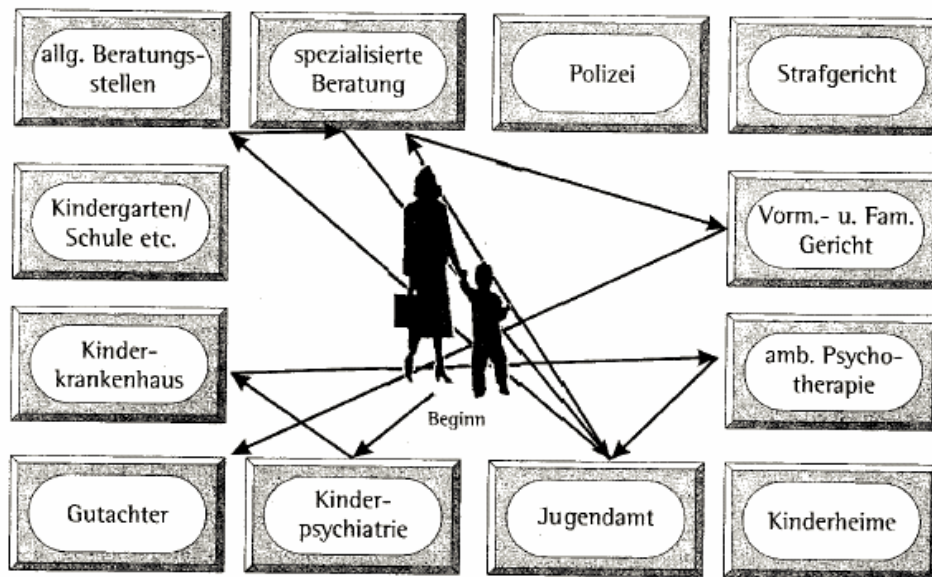 allg. Beratungs-
stellen
spezialisierte
Beratung
Polizei
Strafgericht
Kindergarten/
Schule etc.
Vorm.- u. Fam.
Gericht
Kinder-
krankenhaus
amb. Psycho-
therapie
Beginn
Gutachter
Kinder-
psychiatrie
Jugendamt
Kinderheime